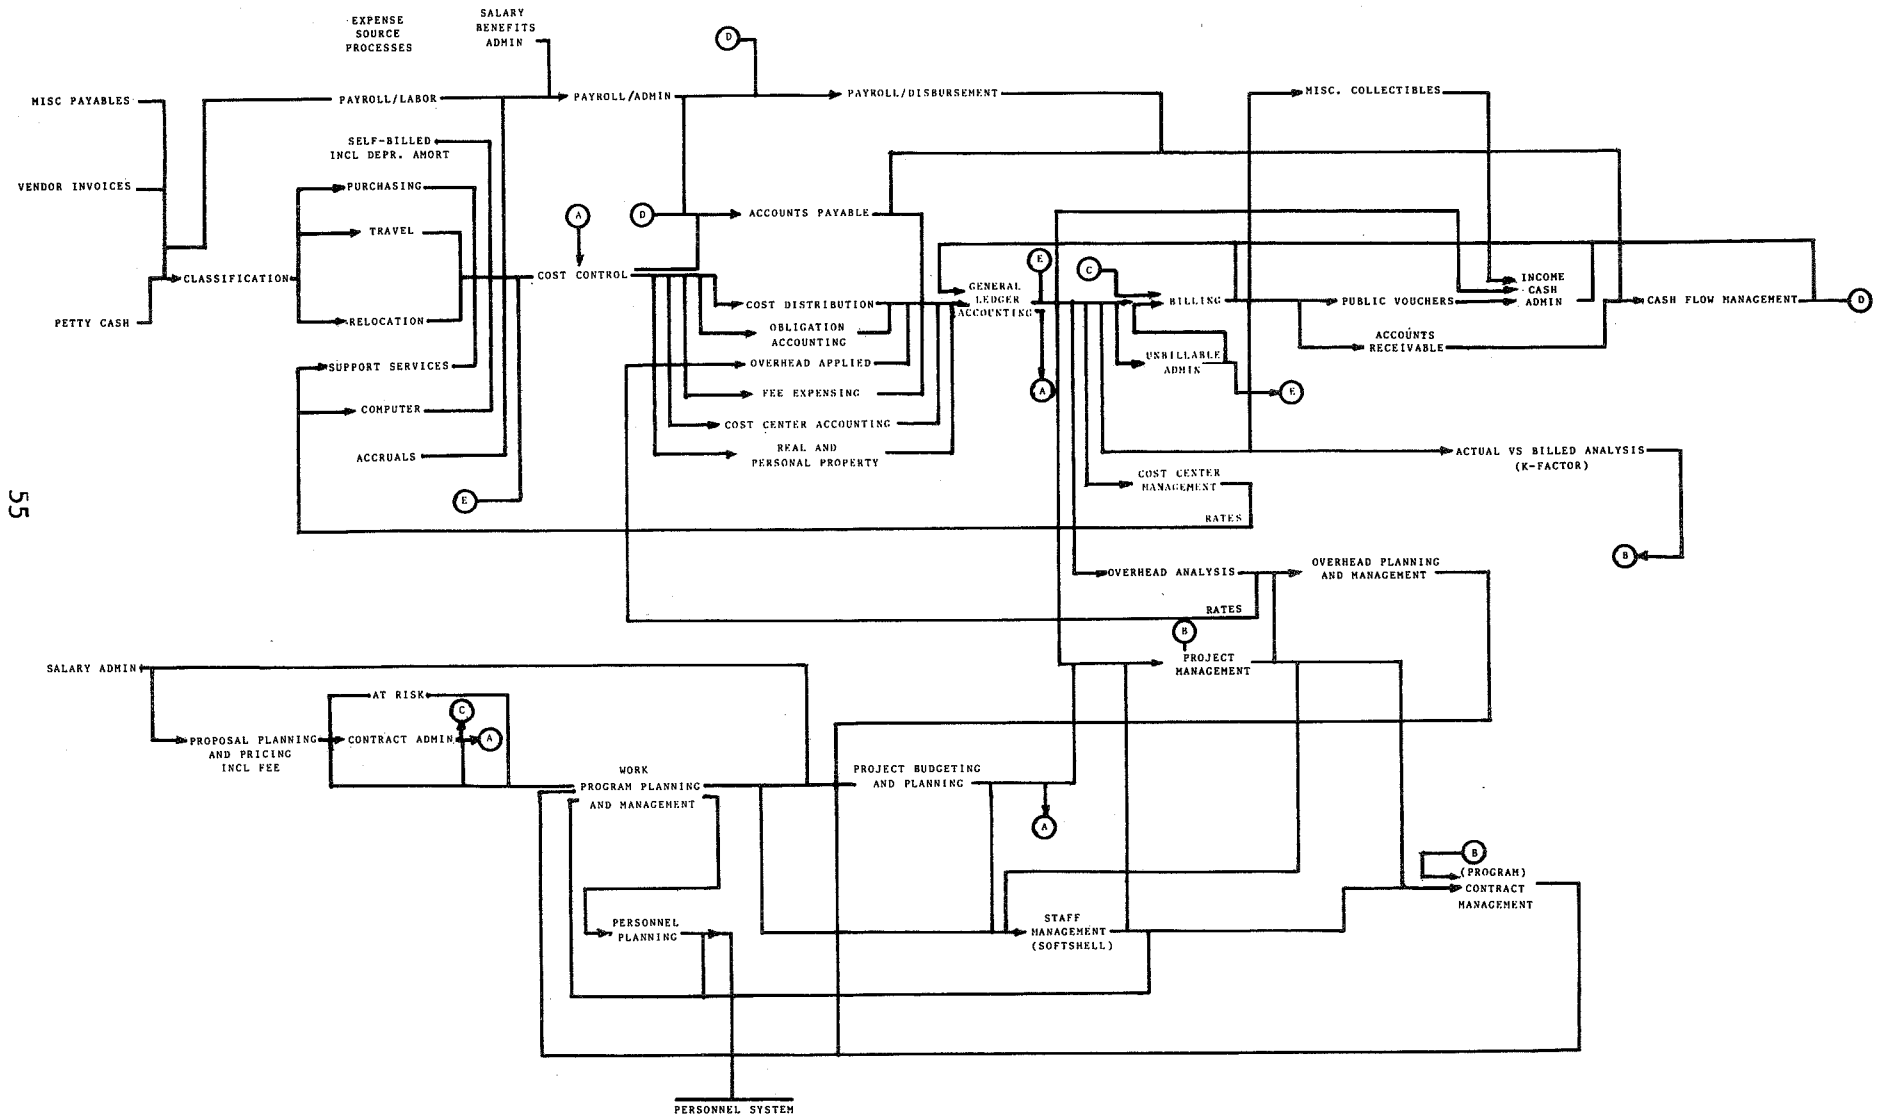 EXPENSE
SOURCE
PROCESSES
SALARY
BENEFITS
ADMIN
D
MISC PAYABLES
PAYROLL/LABOR
PAYROLL/ADMIN
PAYROLL/DISBURSEMENT
MISC. COLLECTIBLES
SELF-BILLED
INCL DEPR. AMORT
VENDOR INVOICES
PURCHASING
A
D
ACCOUNTS PAYABLE
TRAVEL
CLASSIFICATION
COST CONTROL
E
C
GENERAL
LEDGER
ACCOUNTING
INCOME
CASH
ADMIN
COST DISTRIBUTION
BILLING
PUBLIC VOUCHERS
CASH FLOW MANAGEMENT
D
PETTY CASH
RELOCATION
OBLIGATION
ACCOUNTING
ACCOUNTS
RECEIVABLE
SUPPORT SERVICES
OVERHEAD APPLIED
UNBILLABLE
ADMIN
A
E
FEE EXPENSING
COMPUTER
COST CENTER ACCOUNTING
ACCRUALS
REAL AND
PERSONAL PROPERTY
ACTUAL VS BILLED ANALYSIS
(K-FACTOR)
COST CENTER
MANAGEMENT
E
55
RATES
B
OVERHEAD ANALYSIS
OVERHEAD PLANNING
AND MANAGEMENT
RATES
B
SALARY ADMIN
PROJECT
MANAGEMENT
AT RISK
C
PROPOSAL PLANNING
AND PRICING
INCL FEE
CONTRACT ADMIN
A
WORK
PROGRAM PLANNING
AND MANAGEMENT
PROJECT BUDGETING
AND PLANNING
A
B
(PROGRAM)
CONTRACT
MANAGEMENT
PERSONNEL
PLANNING
STAFF
MANAGEMENT
(SOFTSHELL)
PERSONNEL SYSTEM